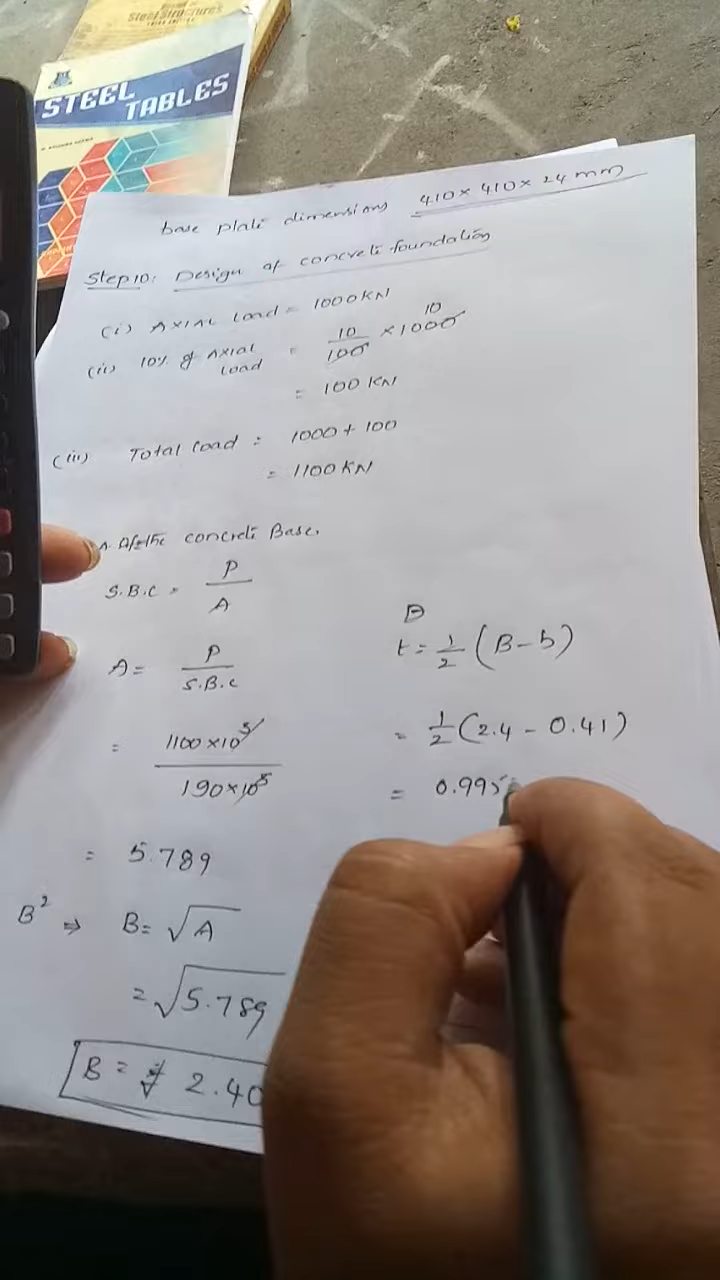 Steel Structures
STEEL
TABLES
base plate dimensions 410 × 410 × 24 mm
Step 10: Design of concrete foundation
(i) AXIAL Load = 1000 KN
(ii) 10% of AXIAL Load = 10/100 × 1000 10
= 100 KN
(iii) Total Load = 1000 + 100
= 1100 KN
of the concrete Base.
S.B.C = P/A
A = P/S.B.C
= 1100×10³/190×10³
= 5.789
B² ⇒ B = √A
= √5.789
B = 2.40
D
t = 1/2 (B - b)
= 1/2 (2.4 - 0.41)
= 0.995